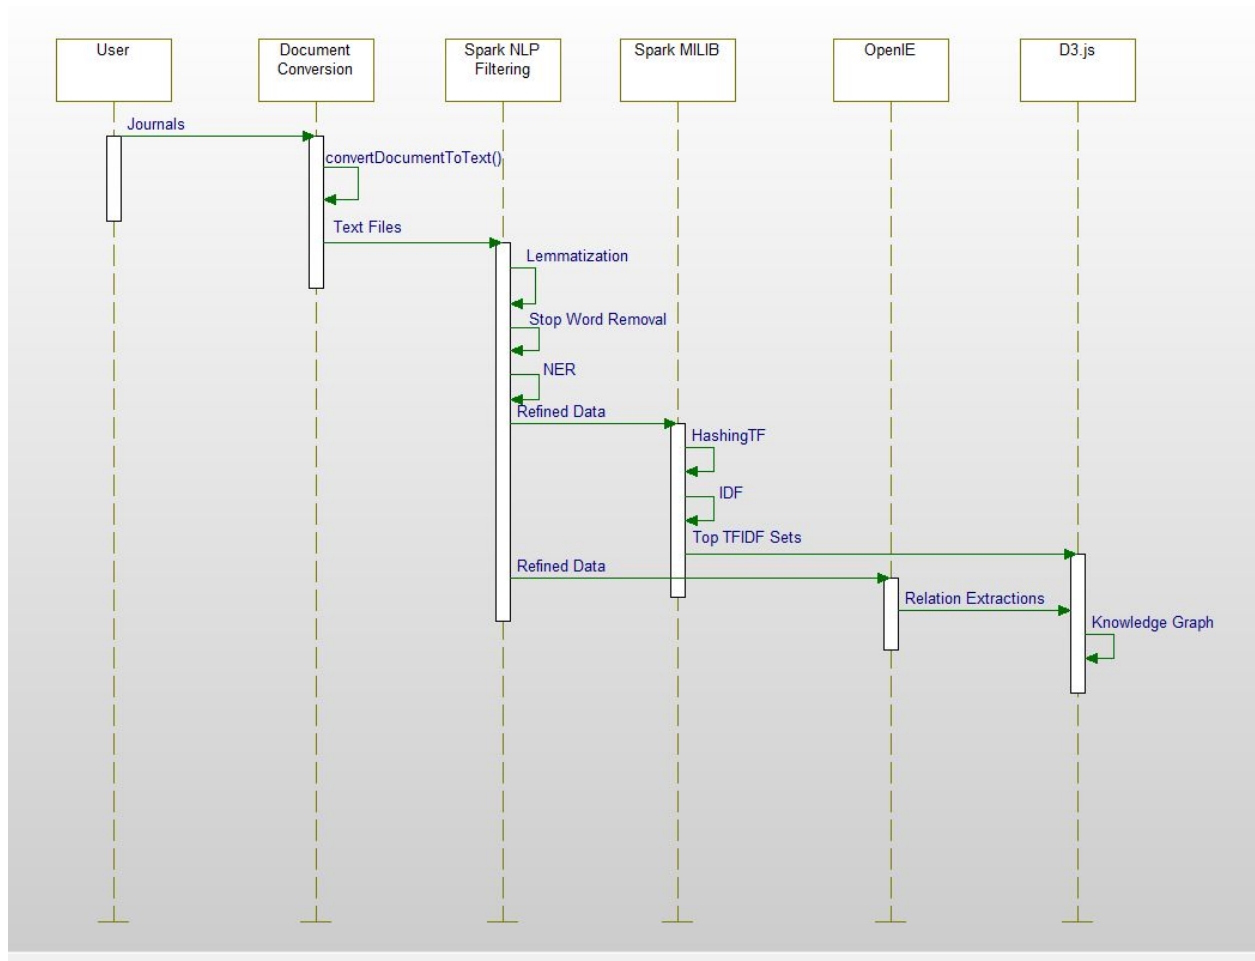 User
Document
Conversion
Spark NLP
Filtering
Spark MILIB
OpenIE
D3.js
Journals
convertDocumentToText()
Text Files
Lemmatization
Stop Word Removal
NER
Refined Data
HashingTF
IDF
Top TFIDF Sets
Refined Data
Relation Extractions
Knowledge Graph